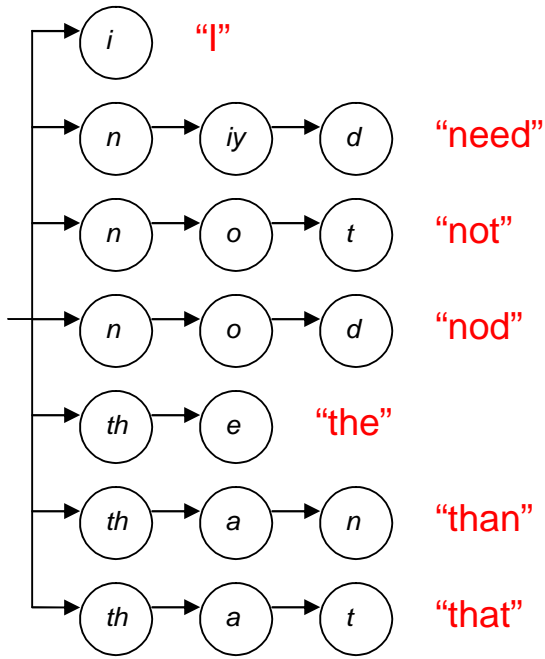 i “I”
n iy d “need”
n o t “not”
n o d “nod”
th e “the”
th a n “than”
th a t “that”